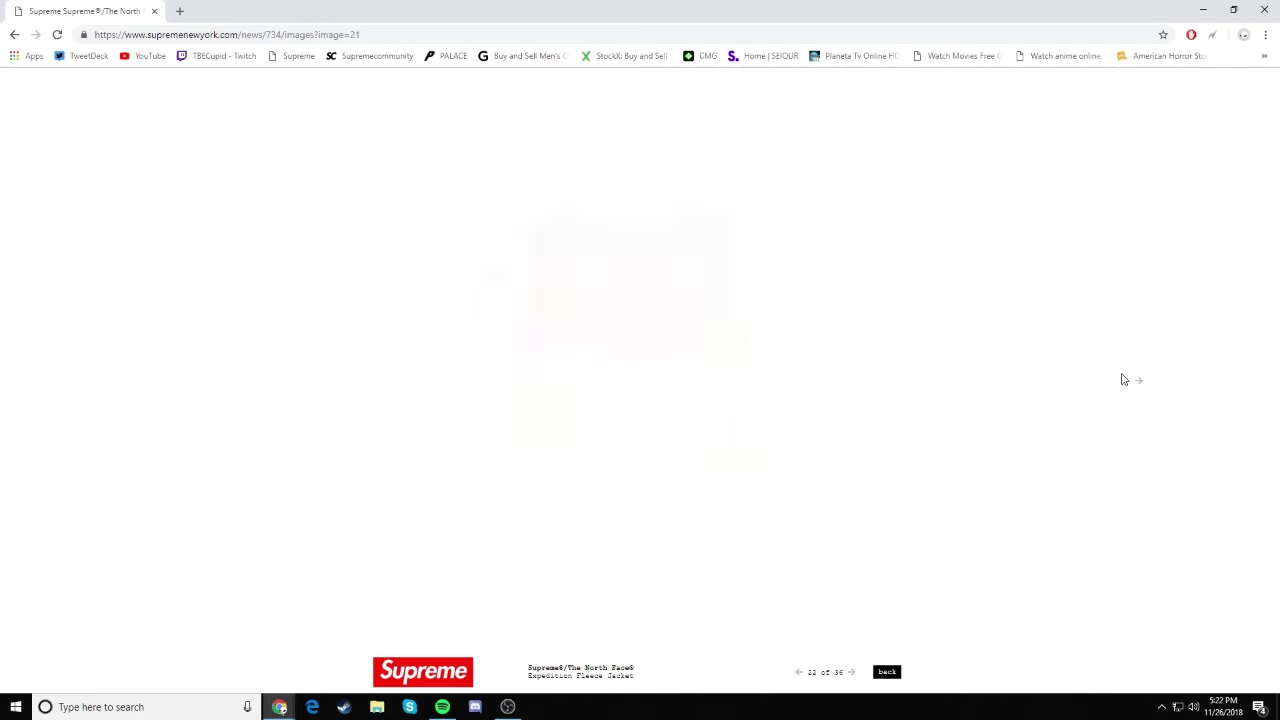 Supreme Supreme®/The North F
https://www.supremenewyork.com/news/734/images?image=21
Apps TweetDeck YouTube TBECupid - Twitch Supreme SC Supremecommunity PALACE G Buy and Sell Men's C StockX: Buy and Sell CMG S. Home | SEIOUR Planeta Tv Online HD Watch Movies Free C Watch anime online, American Horror Sto »
Supreme
Supreme®/The North Face®
Expedition Fleece Jacket
← 22 of 36 →
back
Type here to search
5:22 PM
11/26/2018
4